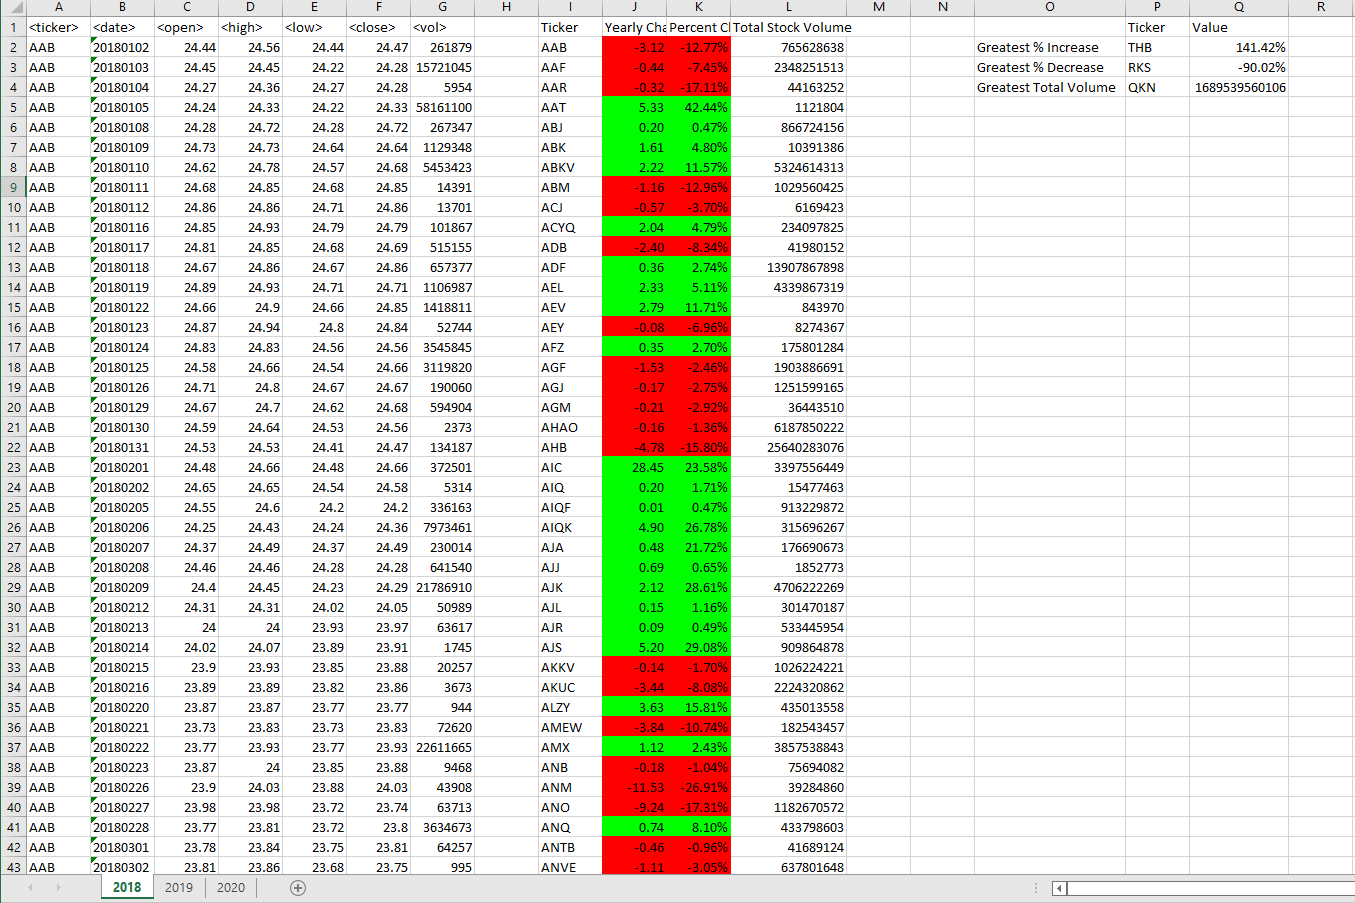 A B C D E F G H I J K L M N O P Q R
1 <ticker> <date> <open> <high> <low> <close> <vol> Ticker Yearly Cha Percent Cl Total Stock Volume Ticker Value
2 AAB 20180102 24.44 24.56 24.44 24.47 261879 AAB -3.12 -12.77% 765628638 Greatest % Increase THB 141.42%
3 AAB 20180103 24.45 24.45 24.22 24.28 15721045 AAF -0.44 -7.45% 2348251513 Greatest % Decrease RKS -90.02%
4 AAB 20180104 24.27 24.36 24.27 24.28 5954 AAR -0.32 -17.11% 44163252 Greatest Total Volume QKN 1689539560106
5 AAB 20180105 24.24 24.33 24.22 24.33 58161100 AAT 5.33 42.44% 1121804
6 AAB 20180108 24.28 24.72 24.28 24.72 267347 ABJ 0.20 0.47% 866724156
7 AAB 20180109 24.73 24.73 24.64 24.64 1129348 ABK 1.61 4.80% 10391386
8 AAB 20180110 24.62 24.78 24.57 24.68 5453423 ABKV 2.22 11.57% 5324614313
9 AAB 20180111 24.68 24.85 24.68 24.85 14391 ABM -1.16 -12.96% 1029560425
10 AAB 20180112 24.86 24.86 24.71 24.86 13701 ACJ -0.57 -3.70% 6169423
11 AAB 20180116 24.85 24.93 24.79 24.79 101867 ACYQ 2.04 4.79% 234097825
12 AAB 20180117 24.81 24.85 24.68 24.69 515155 ADB -2.40 -8.34% 41980152
13 AAB 20180118 24.67 24.86 24.67 24.86 657377 ADF 0.36 2.74% 13907867898
14 AAB 20180119 24.89 24.93 24.71 24.71 1106987 AEL 2.33 5.11% 4339867319
15 AAB 20180122 24.66 24.9 24.66 24.85 1418811 AEV 2.79 11.71% 843970
16 AAB 20180123 24.87 24.94 24.8 24.84 52744 AEY -0.08 -6.96% 8274367
17 AAB 20180124 24.83 24.83 24.56 24.56 3545845 AFZ 0.35 2.70% 175801284
18 AAB 20180125 24.58 24.66 24.54 24.66 3119820 AGF -1.53 -2.46% 1903886691
19 AAB 20180126 24.71 24.8 24.67 24.67 190060 AGJ -0.17 -2.75% 1251599165
20 AAB 20180129 24.67 24.7 24.62 24.68 594904 AGM -0.21 -2.92% 36443510
21 AAB 20180130 24.59 24.64 24.53 24.56 2373 AHAO -0.16 -1.36% 6187850222
22 AAB 20180131 24.53 24.53 24.41 24.47 134187 AHB -4.78 -15.80% 25640283076
23 AAB 20180201 24.48 24.66 24.48 24.66 372501 AIC 28.45 23.58% 3397556449
24 AAB 20180202 24.65 24.65 24.54 24.58 5314 AIQ 0.20 1.71% 15477463
25 AAB 20180205 24.55 24.6 24.2 24.2 336163 AIQF 0.01 0.47% 913229872
26 AAB 20180206 24.25 24.43 24.24 24.36 7973461 AIQK 4.90 26.78% 315696267
27 AAB 20180207 24.37 24.49 24.37 24.49 230014 AJA 0.48 21.72% 176690673
28 AAB 20180208 24.46 24.46 24.28 24.28 641540 AJJ 0.69 0.65% 1852773
29 AAB 20180209 24.4 24.45 24.23 24.29 21786910 AJK 2.12 28.61% 4706222269
30 AAB 20180212 24.31 24.31 24.02 24.05 50989 AJL 0.15 1.16% 301470187
31 AAB 20180213 24 24 23.93 23.97 63617 AJR 0.09 0.49% 533445954
32 AAB 20180214 24.02 24.07 23.89 23.91 1745 AJS 5.20 29.08% 909864878
33 AAB 20180215 23.9 23.93 23.85 23.88 20257 AKKV -0.14 -1.70% 1026224221
34 AAB 20180216 23.89 23.89 23.82 23.86 3673 AKUC -3.44 -8.08% 2224320862
35 AAB 20180220 23.87 23.87 23.77 23.77 944 ALZY 3.63 15.81% 435013558
36 AAB 20180221 23.73 23.83 23.73 23.83 72620 AMEW -3.84 -10.74% 182543457
37 AAB 20180222 23.77 23.93 23.77 23.93 22611665 AMX 1.12 2.43% 3857538843
38 AAB 20180223 23.87 24 23.85 23.88 9468 ANB -0.18 -1.04% 75694082
39 AAB 20180226 23.9 24.03 23.88 24.03 43908 ANM -11.53 -26.91% 39284860
40 AAB 20180227 23.98 23.98 23.72 23.74 63713 ANO -9.24 -17.31% 1182670572
41 AAB 20180228 23.77 23.81 23.72 23.8 3634673 ANQ 0.74 8.10% 433798603
42 AAB 20180301 23.78 23.84 23.75 23.81 64257 ANTB -0.46 -0.96% 41689124
43 AAB 20180302 23.81 23.86 23.68 23.75 995 ANVE -1.11 -3.05% 637801648
2018 2019 2020